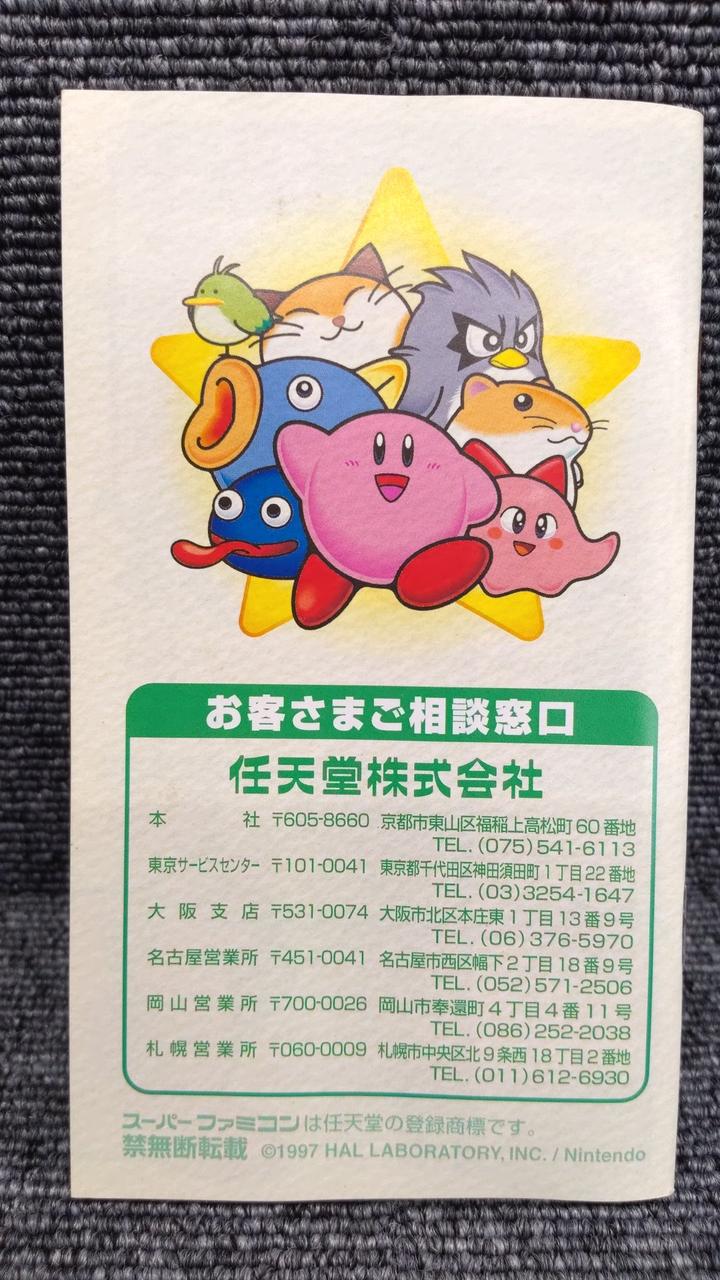 お客さまご相談窓口
任天堂株式会社
本社 〒605-8660 京都市東山区福稲上高松町60番地
TEL.(075)541-6113
東京サービスセンター 〒101-0041 東京都千代田区神田須田町1丁目22番地
TEL.(03)3254-1647
大阪支店 〒531-0074 大阪市北区本庄東1丁目13番9号
TEL.(06)376-5970
名古屋営業所 〒451-0041 名古屋市西区幅下2丁目18番9号
TEL.(052)571-2506
岡山営業所 〒700-0026 岡山市奉還町4丁目4番11号
TEL.(086)252-2038
札幌営業所 〒060-0009 札幌市中央区北9条西18丁目2番地
TEL.(011)612-6930
スーパーファミコンは任天堂の登録商標です。
禁無断転載 ©1997 HAL LABORATORY, INC. / Nintendo